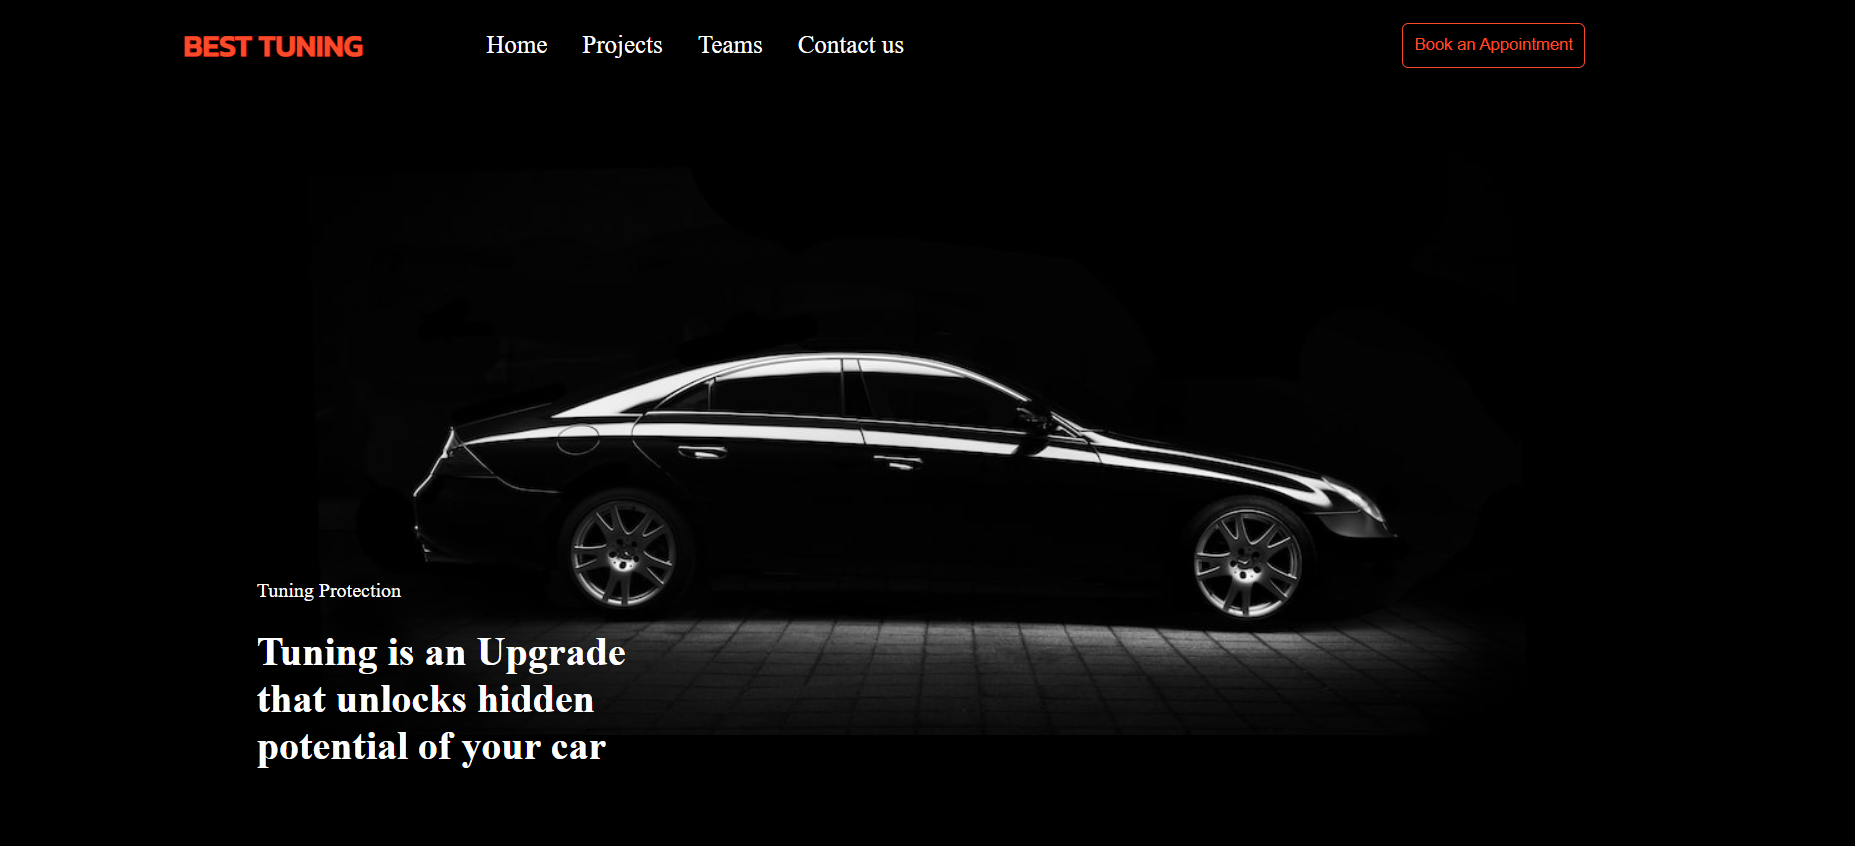 BEST TUNING
Home Projects Teams Contact us
Book an Appointment
Tuning Protection
Tuning is an Upgrade
that unlocks hidden
potential of your car